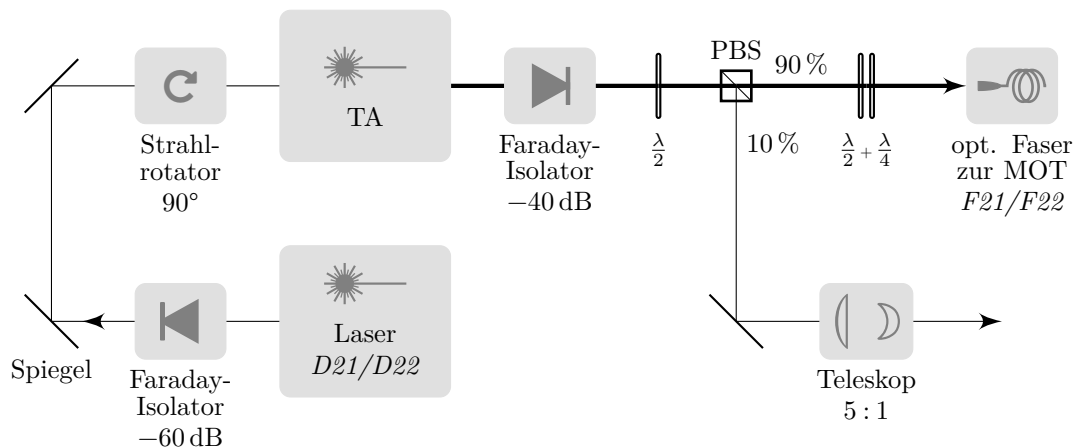 PBS
90 %
TA
Strahl-
rotator
90°
Faraday-
Isolator
−40 dB
λ/2
10 %
λ/2 + λ/4
opt. Faser
zur MOT
F21/F22
Laser
D21/D22
Spiegel
Faraday-
Isolator
−60 dB
Teleskop
5 : 1